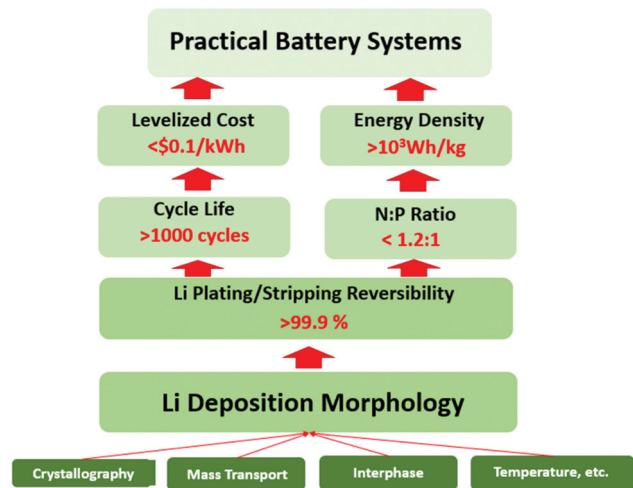 Practical Battery Systems
Levelized Cost
<$0.1/kWh
Energy Density
>10³Wh/kg
Cycle Life
>1000 cycles
N:P Ratio
< 1.2:1
Li Plating/Stripping Reversibility
>99.9 %
Li Deposition Morphology
Crystallography
Mass Transport
Interphase
Temperature, etc.